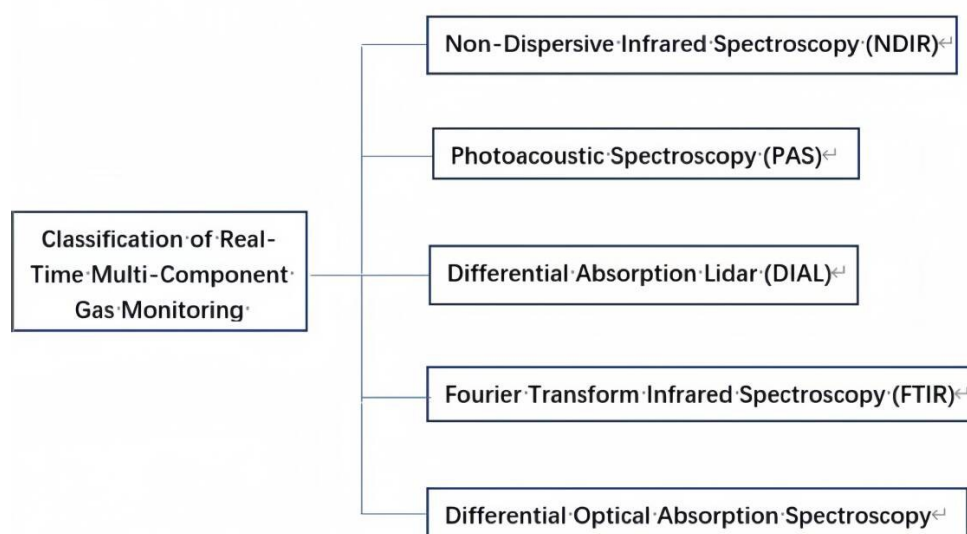 Non-Dispersive Infrared Spectroscopy (NDIR)
Photoacoustic Spectroscopy (PAS)
Classification of Real-
Time Multi-Component
Gas Monitoring
Differential Absorption Lidar (DIAL)
Fourier Transform Infrared Spectroscopy (FTIR)
Differential Optical Absorption Spectroscopy